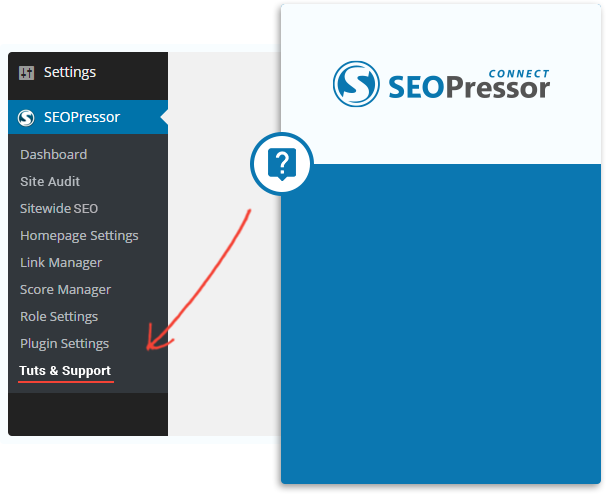 Settings
SEOPressor
Dashboard
Site Audit
Sitewide SEO
Homepage Settings
Link Manager
Score Manager
Role Settings
Plugin Settings
Tuts & Support
CONNECT
SEOPressor
?